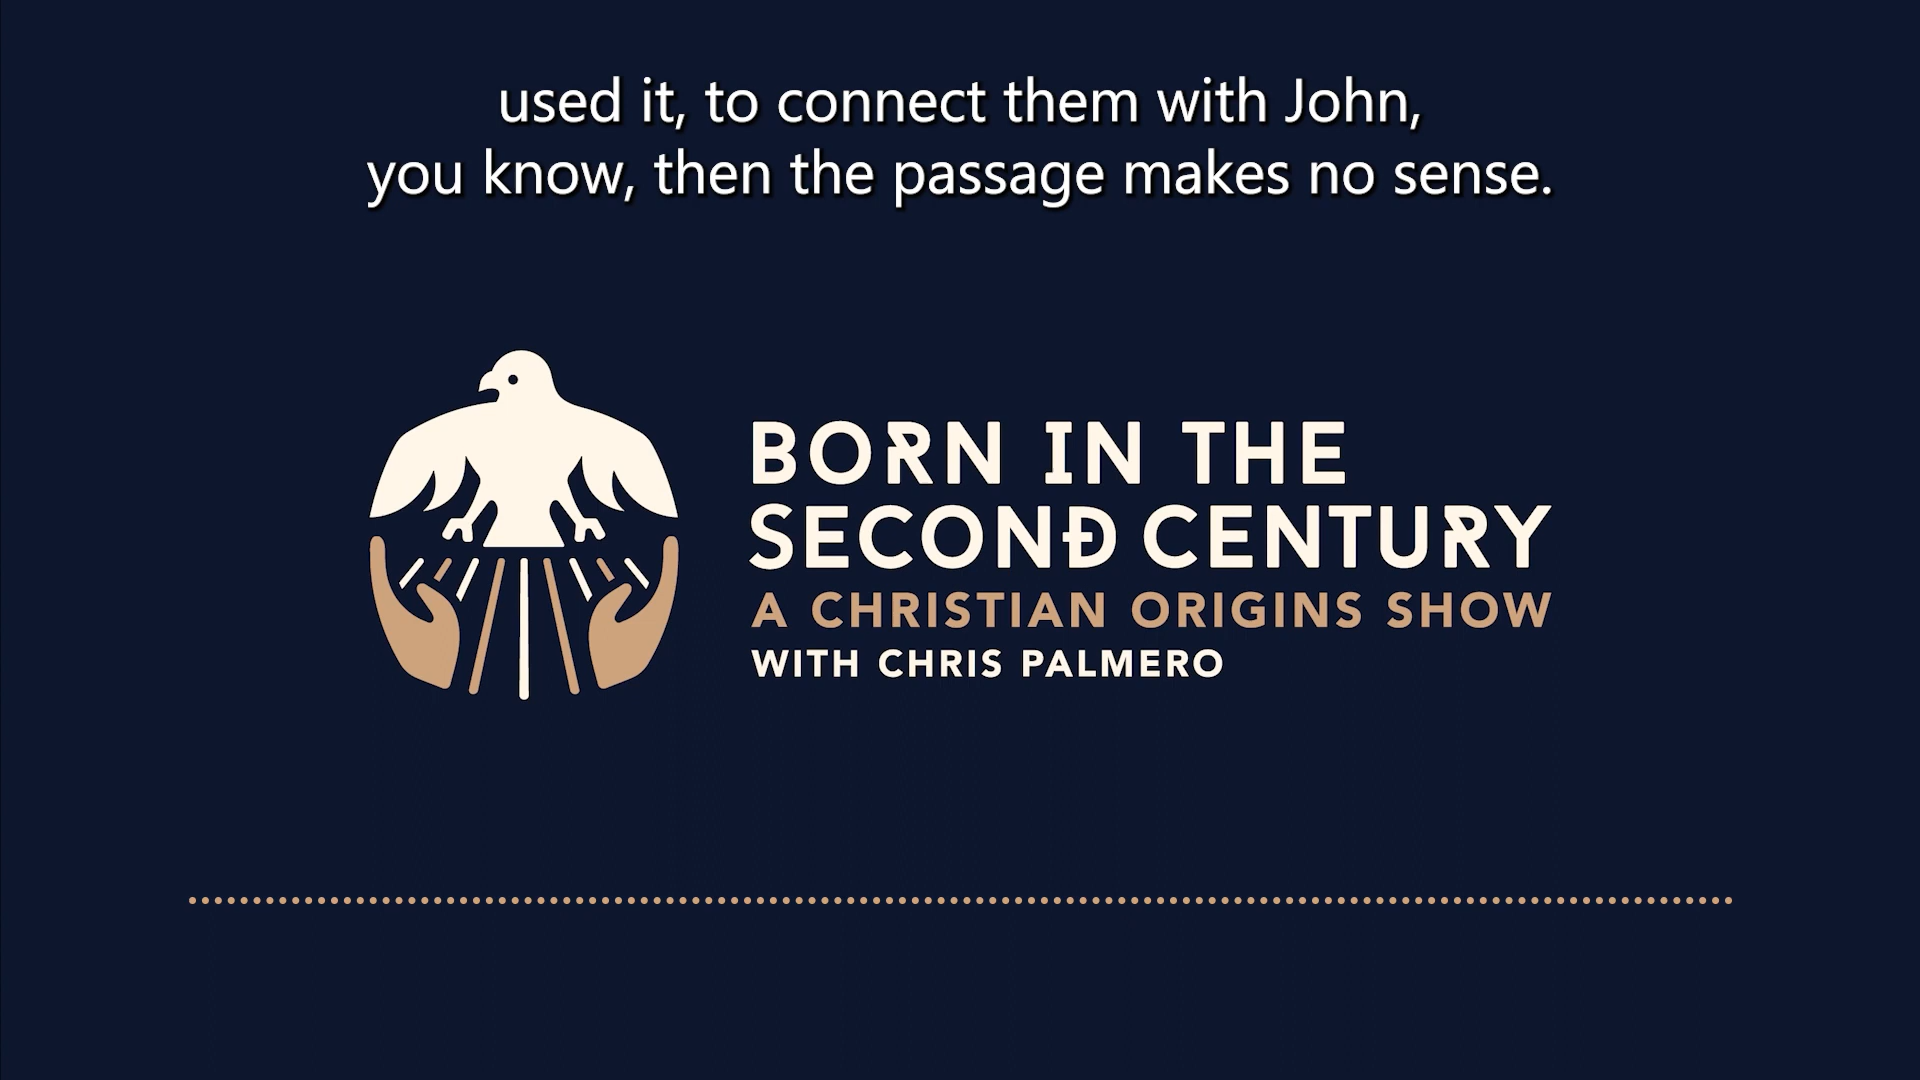 used it, to connect them with John,
you know, then the passage makes no sense.
BORN IN THE
SECOND CENTURY
A CHRISTIAN ORIGINS SHOW
WITH CHRIS PALMERO